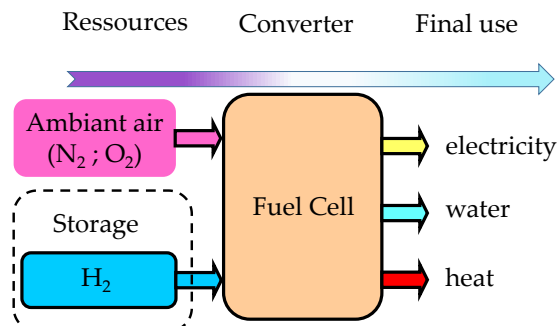 Ressources Converter Final use
Ambiant air
(N₂ ; O₂)
electricity
Fuel Cell
water
Storage
H₂
heat